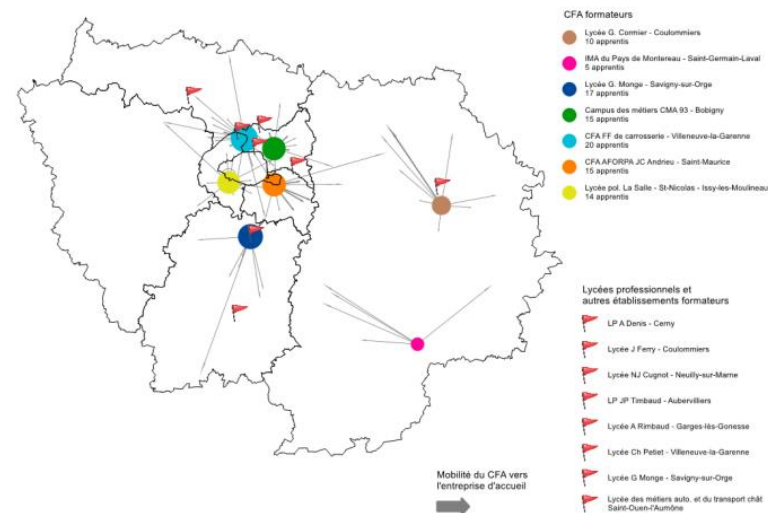 CFA formateurs
Lycée G. Cormier - Coulommiers
10 apprentis
IMA du Pays de Montereau - Saint-Germain-Laval
5 apprentis
Lycée G. Monge - Savigny-sur-Orge
17 apprentis
Campus des métiers CMA 93 - Bobigny
15 apprentis
CFA FF de carrosserie - Villeneuve-la-Garenne
20 apprentis
CFA AFORPA JC Andrieu - Saint-Maurice
15 apprentis
Lycée pol. La Salle - St-Nicolas - Issy-les-Moulineau
14 apprentis
Lycées professionnels et
autres établissements formateurs
LP A Denis - Cerny
Lycée J Ferry - Coulommiers
Lycée NJ Cugnot - Neuilly-sur-Marne
LP JP Timbaud - Aubervilliers
Lycée A Rimbaud - Garges-lès-Gonesse
Lycée Ch Petiet - Villeneuve-la-Garenne
Lycée G Monge - Savigny-sur-Orge
Lycée des métiers auto. et du transport chât
Saint-Ouen-l'Aumône
Mobilité du CFA vers
l'entreprise d'accueil